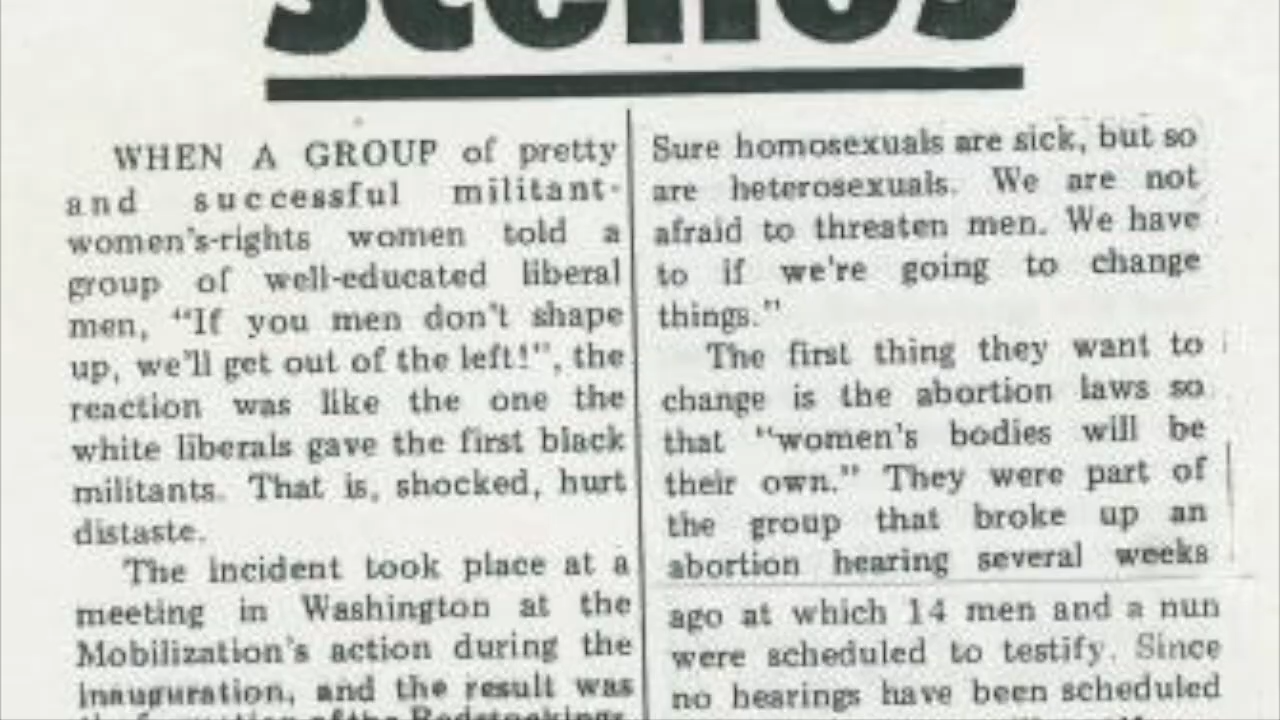 WHEN A GROUP of pretty
and successful militant-
women's-rights women told a
group of well-educated liberal
men, "If you men don't shape
up, we'll get out of the left!", the
reaction was like the one the
white liberals gave the first black
militants. That is, shocked, hurt
distaste.
The incident took place at a
meeting in Washington at the
Mobilization's action during the
inauguration, and the result was
Sure homosexuals are sick, but so
are heterosexuals. We are not
afraid to threaten men. We have
to if we're going to change
things."
The first thing they want to
change is the abortion laws so
that "women's bodies will be
their own." They were part of
the group that broke up an
abortion hearing several weeks
ago at which 14 men and a nun
were scheduled to testify. Since
no hearings have been scheduled